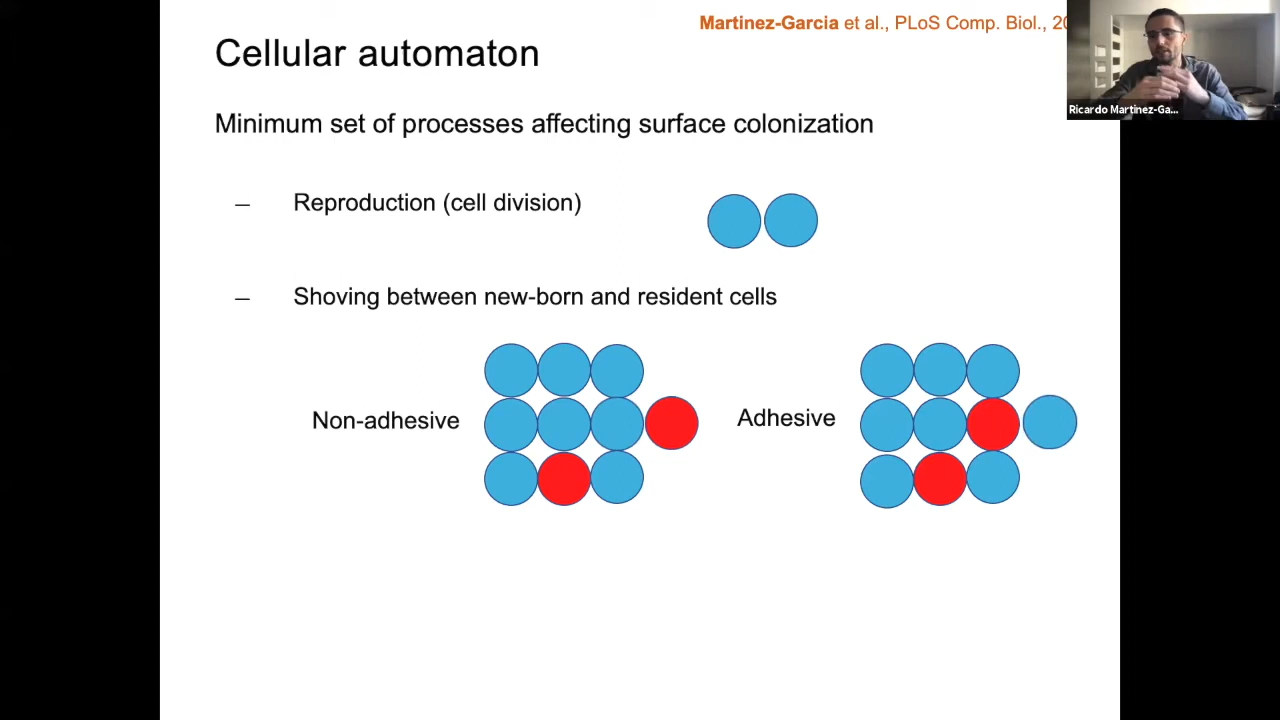 Martinez-Garcia et al., PLoS Comp. Biol.,
Cellular automaton
Ricardo Martinez-Ga...
Minimum set of processes affecting surface colonization
– Reproduction (cell division)
– Shoving between new-born and resident cells
Non-adhesive
Adhesive